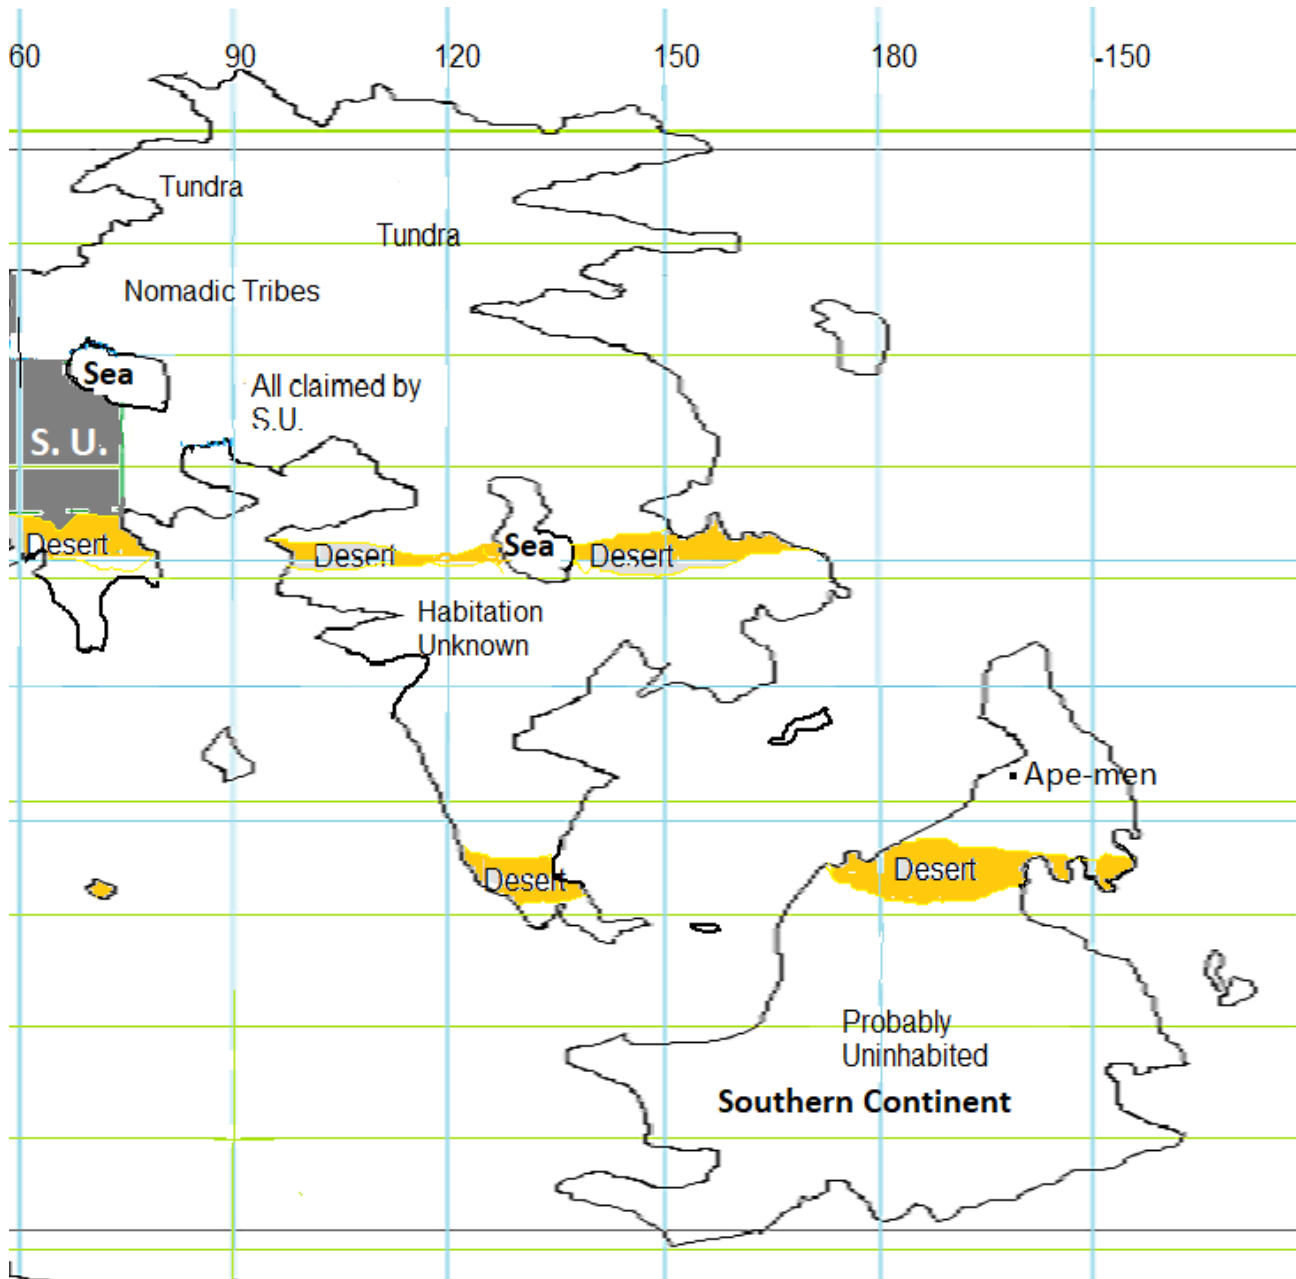 60 90 120 150 180 -150
Tundra
Tundra
Nomadic Tribes
Sea
All claimed by
S.U.
S. U.
Desert
Desert
Sea
Desert
Habitation
Unknown
Ape-men
Desert
Desert
Probably
Uninhabited
Southern Continent